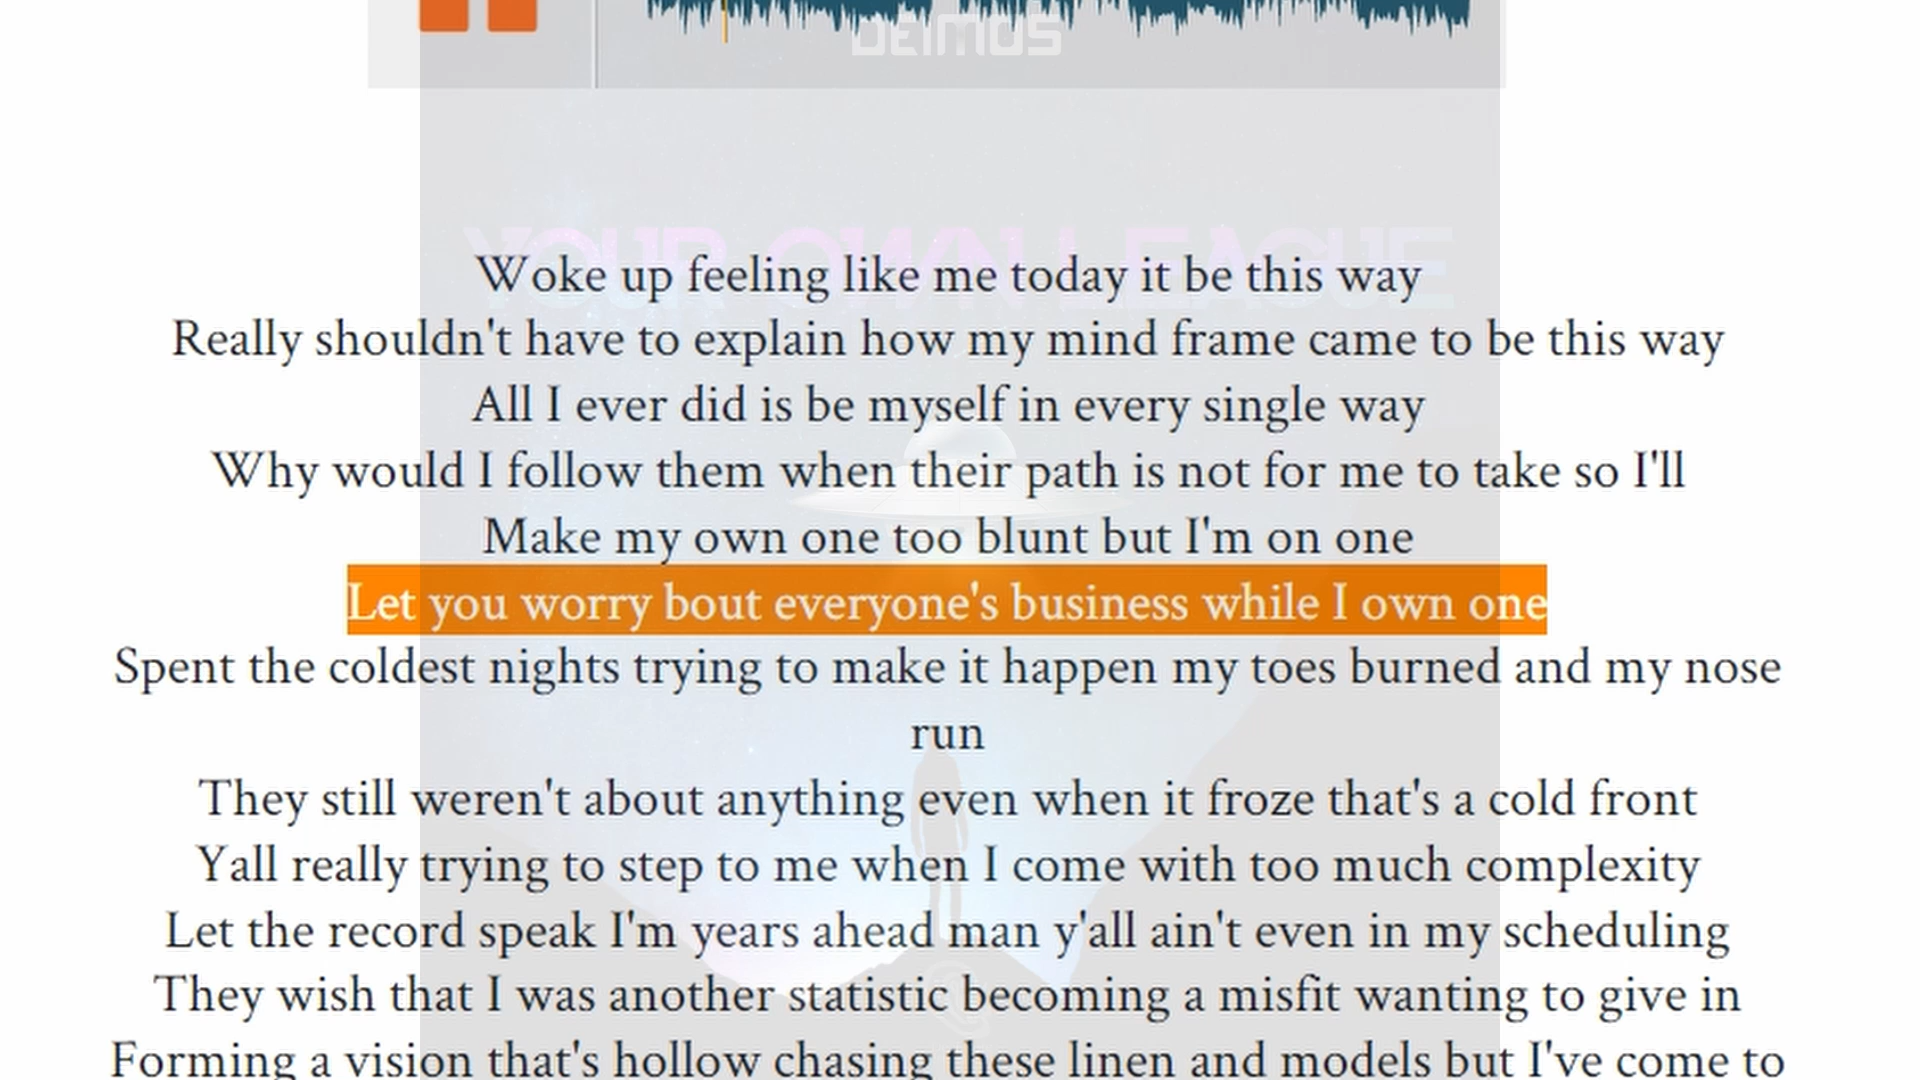 DEIMOS
YOUR OWN LEAGUE
Woke up feeling like me today it be this way
Really shouldn't have to explain how my mind frame came to be this way
All I ever did is be myself in every single way
Why would I follow them when their path is not for me to take so I'll
Make my own one too blunt but I'm on one
Let you worry bout everyone's business while I own one
Spent the coldest nights trying to make it happen my toes burned and my nose
run
They still weren't about anything even when it froze that's a cold front
Yall really trying to step to me when I come with too much complexity
Let the record speak I'm years ahead man y'all ain't even in my scheduling
They wish that I was another statistic becoming a misfit wanting to give in
Forming a vision that's hollow chasing these linen and models but I've come to